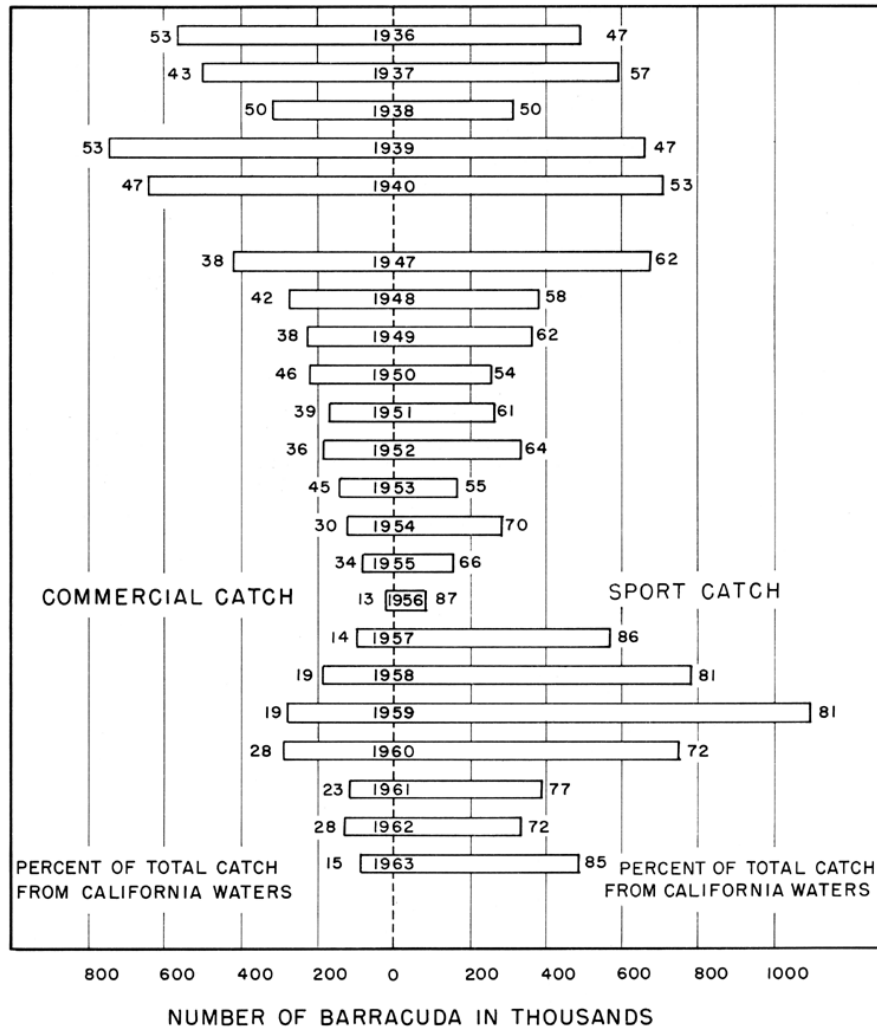 53 1936 47
43 1937 57
50 1938 50
53 1939 47
47 1940 53
38 1947 62
42 1948 58
38 1949 62
46 1950 54
39 1951 61
36 1952 64
45 1953 55
30 1954 70
34 1955 66
COMMERCIAL CATCH SPORT CATCH
13 1956 87
14 1957 86
19 1958 81
19 1959 81
28 1960 72
23 1961 77
28 1962 72
15 1963 85
PERCENT OF TOTAL CATCH
FROM CALIFORNIA WATERS
PERCENT OF TOTAL CATCH
FROM CALIFORNIA WATERS
800 600 400 200 0 200 400 600 800 1000
NUMBER OF BARRACUDA IN THOUSANDS